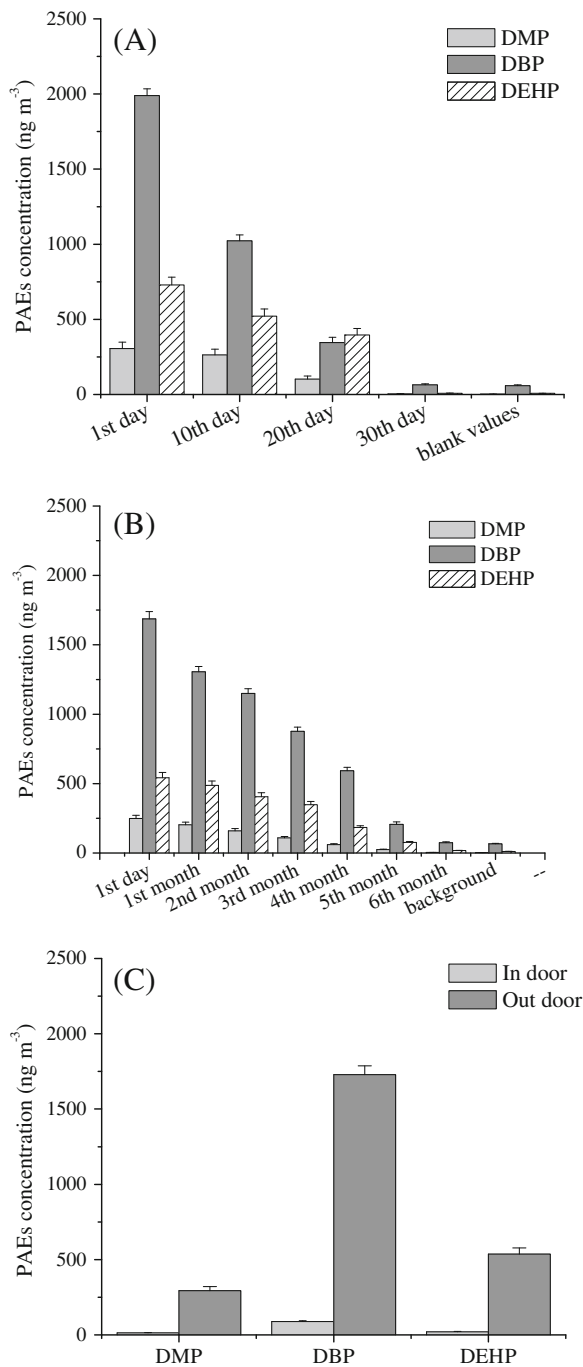 (A)
DMP
DBP
DEHP
PAEs concentration (ng m-3)
2500
2000
1500
1000
500
0
1st day
10th day
20th day
30th day
blank values
(B)
DMP
DBP
DEHP
PAEs concentration (ng m-3)
2500
2000
1500
1000
500
0
1st day
1st month
2nd month
3rd month
4th month
5th month
6th month
background
--
(C)
In door
Out door
PAEs concentration (ng m-3)
2500
2000
1500
1000
500
0
DMP
DBP
DEHP